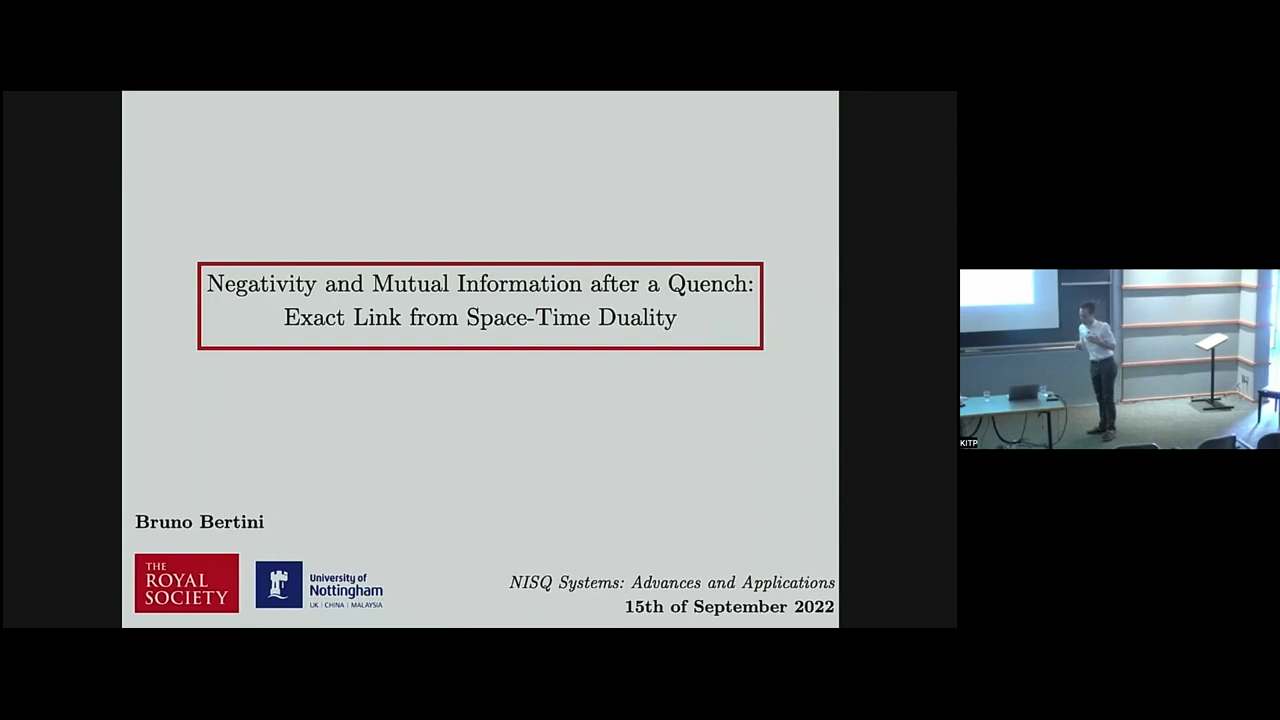 Negativity and Mutual Information after a Quench:
Exact Link from Space-Time Duality
Bruno Bertini
THE
ROYAL
SOCIETY
University of
Nottingham
UK | CHINA | MALAYSIA
NISQ Systems: Advances and Applications
15th of September 2022
KITP